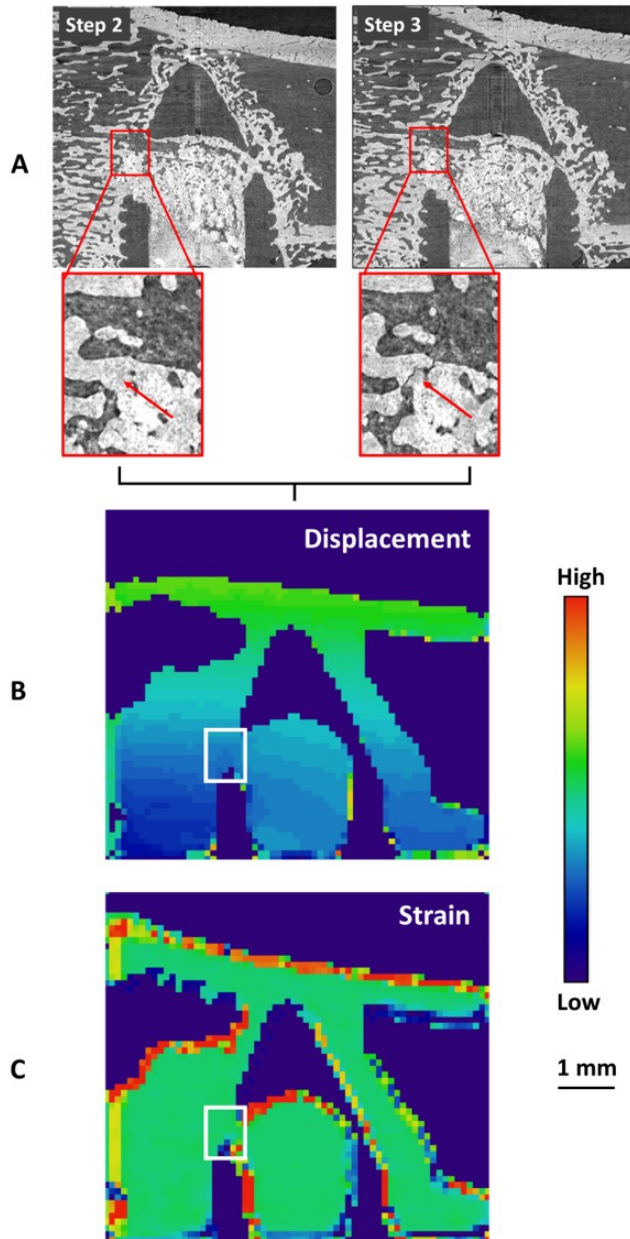 Step 2
Step 3
A
Displacement
High
B
Strain
Low
C
1 mm